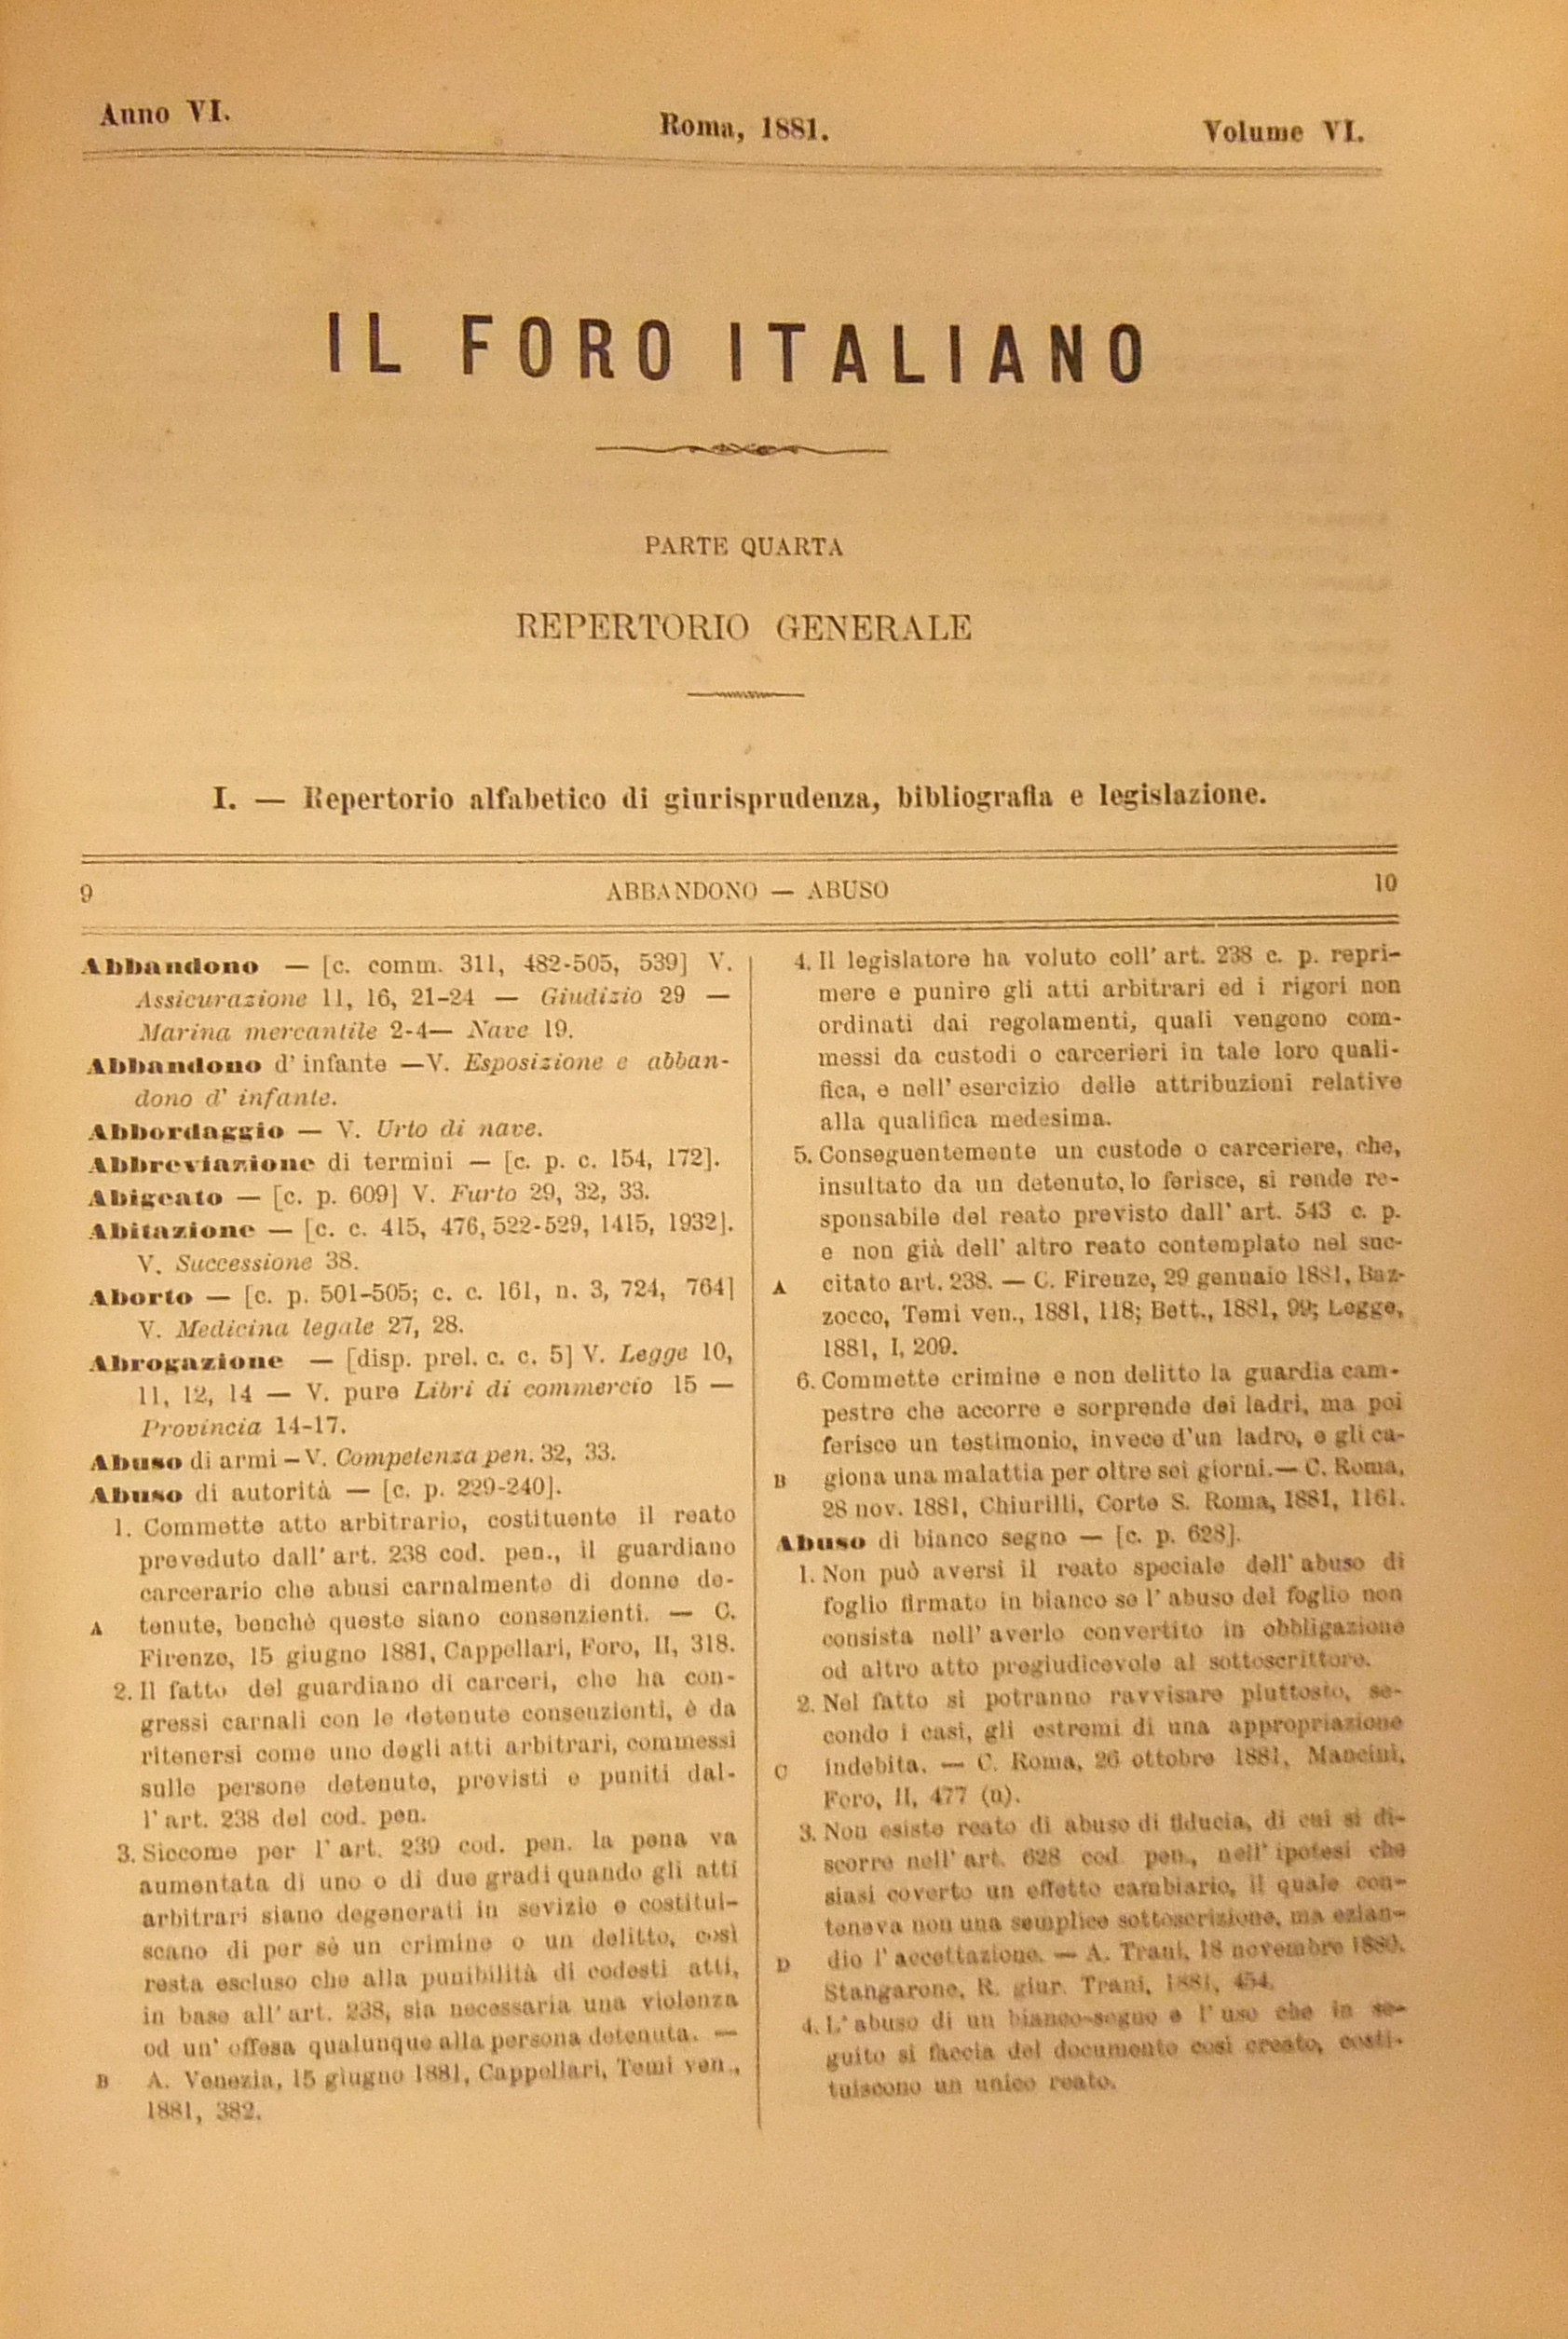 Anno VI.
Roma, 1881.
Volume VI.
IL FORO ITALIANO
PARTE QUARTA
REPERTORIO GENERALE
I. — Repertorio alfabetico di giurisprudenza, bibliografia e legislazione.
9
ABBANDONO — ABUSO
10
Abbandono — [c. comm. 311, 482-505, 539] V.
Assicurazione 11, 16, 21-24 — Giudizio 29 —
Marina mercantile 2-4— Nave 19.
Abbandono d' infante —V. Esposizione e abban-
dono d' infante.
Abbordaggio — V. Urto di nave.
Abbreviazione di termini — [c. p. c. 154, 172].
Abigeato — [c. p. 609] V. Furto 29, 32, 33.
Abitazione — [c. c. 415, 476, 522-529, 1415, 1932].
V. Successione 38.
Aborto — [c. p. 501-505; c. c. 161, n. 3, 724, 764]
V. Medicina legale 27, 28.
Abrogazione — [disp. prel. c. c. 5] V. Legge 10,
11, 12, 14 — V. pure Libri di commercio 15 —
Provincia 14-17.
Abuso di armi — V. Competenza pen. 32, 33.
Abuso di autorità — [c. p. 229-240].
1. Commette atto arbitrario, costituente il reato
preveduto dall' art. 238 cod. pen., il guardiano
carcerario che abusi carnalmente di donne de-
A tenute, benchè queste siano consenzienti. — C.
Firenze, 15 giugno 1881, Cappellari, Foro, II, 318.
2. Il fatto del guardiano di carceri, che ha con-
gressi carnali con le detenute consenzienti, è da
ritenersi come uno degli atti arbitrari, commessi
sulle persone detenute, previsti e puniti dal-
l' art. 238 del cod. pen.
3. Siccome per l' art. 239 cod. pen. la pena va
aumentata di uno o di due gradi quando gli atti
arbitrari siano degenerati in sevizie e costitui-
scano di per sè un crimine o un delitto, così
resta escluso che alla punibilità di codesti atti,
in base all' art. 238, sia necessaria una violenza
od un' offesa qualunque alla persona detenuta. —
B A. Venezia, 15 giugno 1881, Cappellari, Temi ven.,
1881, 382.
4. Il legislatore ha voluto coll' art. 238 c. p. repri-
mere e punire gli atti arbitrari ed i rigori non
ordinati dai regolamenti, quali vengono com-
messi da custodi o carcerieri in tale loro quali-
fica, e nell' esercizio delle attribuzioni relative
alla qualifica medesima.
5. Conseguentemente un custode o carceriere, che,
insultato da un detenuto, lo ferisce, si rende re-
sponsabile del reato previsto dall' art. 543 c. p.
e non già dell' altro reato contemplato nel suc-
A citato art. 238. — C. Firenze, 29 gennaio 1881, Baz-
zocco, Temi ven., 1881, 118; Bett., 1881, 99; Legge,
1881, I, 209.
6. Commette crimine e non delitto la guardia cam-
pestre che accorre e sorprende dei ladri, ma poi
ferisce un testimonio, invece d'un ladro, e gli ca-
B giona una malattia per oltre sei giorni.— C. Roma,
28 nov. 1881, Chiurilli, Corte S. Roma, 1881, 1161.
Abuso di bianco segno — [c. p. 628].
1. Non può aversi il reato speciale dell' abuso di
foglio firmato in bianco se l' abuso del foglio non
consista nell' averlo convertito in obbligazione
od altro atto pregiudicevole al sottoscrittore.
2. Nel fatto si potranno ravvisare piuttosto, se-
condo i casi, gli estremi di una appropriazione
C indebita. — C. Roma, 26 ottobre 1881, Mancini,
Foro, II, 477 (n).
3. Non esiste reato di abuso di fiducia, di cui si di-
scorre nell' art. 628 cod. pen., nell' ipotesi che
siasi coverto un effetto cambiario, il quale con-
teneva non una semplice sottoscrizione, ma ezian-
D dio l' accettazione. — A. Trani, 18 novembre 1880,
Stangarone, R. giur. Trani, 1881, 454.
4. L' abuso di un bianco-segno e l' uso che in se-
guito si faccia del documento così creato, costi-
tuiscono un unico reato.